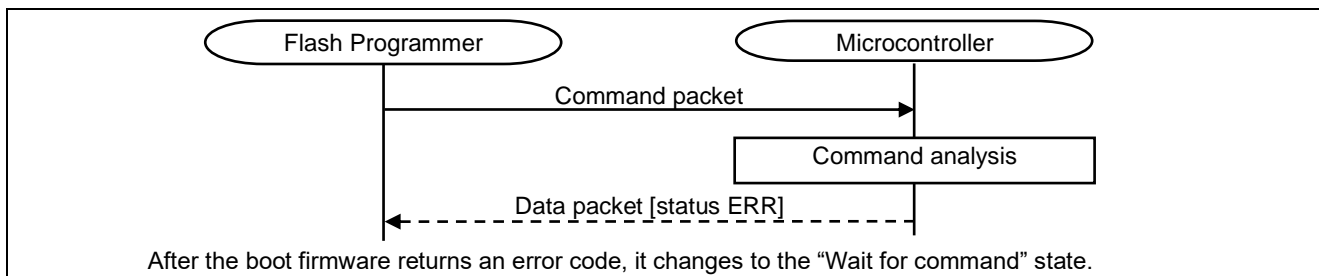 Flash Programmer
Microcontroller
Command packet
Command analysis
Data packet [status ERR]
After the boot firmware returns an error code, it changes to the “Wait for command” state.